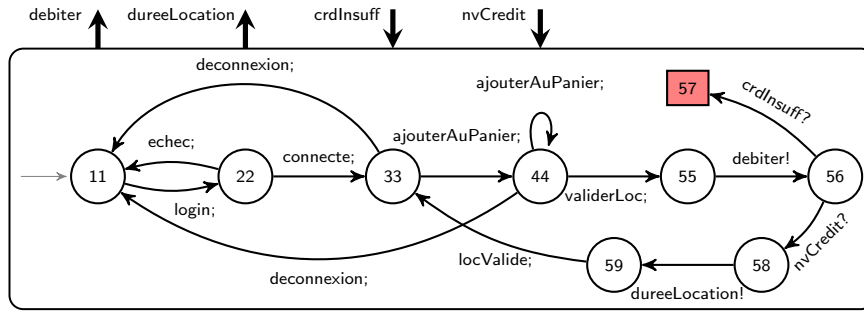 debiter dureeLocation crdInsuff nvCredit
deconnexion;
ajouterAuPanier;
57
crdInsuff?
echec;
connecte;
ajouterAuPanier;
debiter!
11 22 33 44 55 56
login;
validerLoc;
nvCredit?
deconnexion;
locValide;
59 58
dureeLocation!